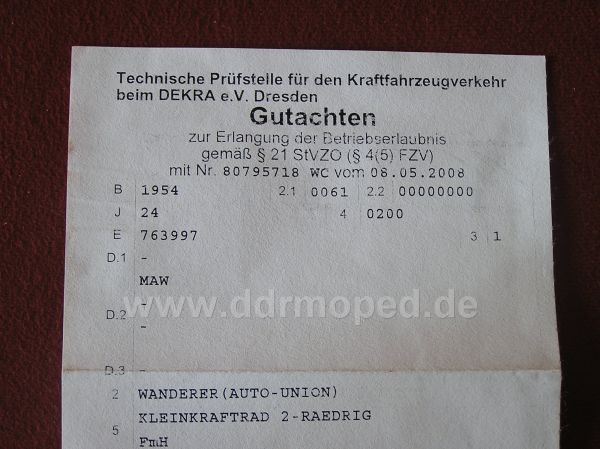 Technische Prüfstelle für den Kraftfahrzeugverkehr
beim DEKRA e.V. Dresden
Gutachten
zur Erlangung der Betriebserlaubnis
gemäß § 21 StVZO (§ 4(5) FZV)
mit Nr. 80795718 WC vom 08.05.2008
B 1954 2.1 0061 2.2 00000000
J 24 4 0200
E 763997 3 1
D.1 -
MAW
www.ddrmoped.de
-
D.2
-
D.3 -
2 WANDERER(AUTO-UNION)
KLEINKRAFTRAD 2-RAEDRIG
5
FmH